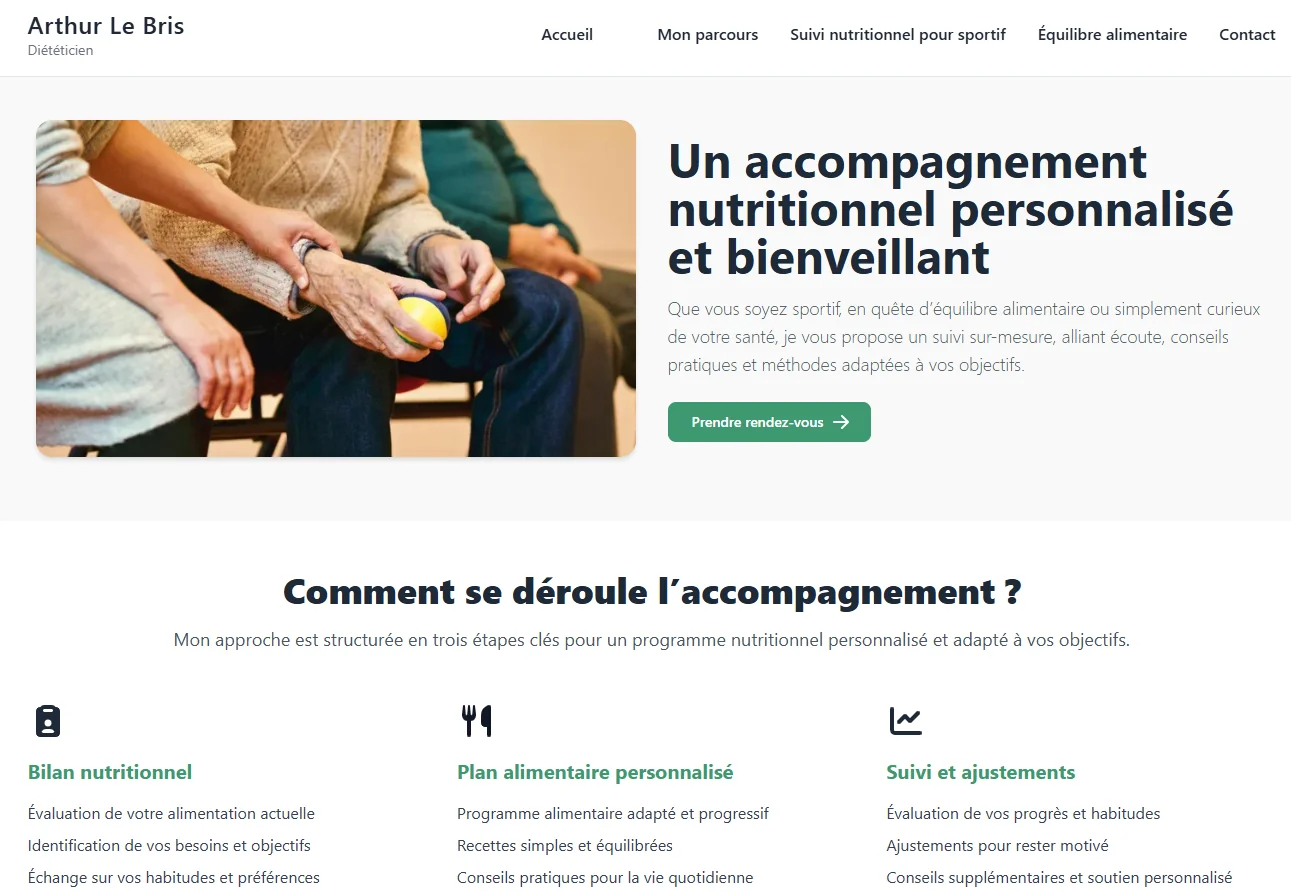 Arthur Le Bris
Diététicien
Accueil
Mon parcours
Suivi nutritionnel pour sportif
Équilibre alimentaire
Contact
Un accompagnement
nutritionnel personnalisé
et bienveillant
Que vous soyez sportif, en quête d’équilibre alimentaire ou simplement curieux
de votre santé, je vous propose un suivi sur-mesure, alliant écoute, conseils
pratiques et méthodes adaptées à vos objectifs.
Prendre rendez-vous →
Comment se déroule l’accompagnement ?
Mon approche est structurée en trois étapes clés pour un programme nutritionnel personnalisé et adapté à vos objectifs.
Bilan nutritionnel
Évaluation de votre alimentation actuelle
Identification de vos besoins et objectifs
Échange sur vos habitudes et préférences
Plan alimentaire personnalisé
Programme alimentaire adapté et progressif
Recettes simples et équilibrées
Conseils pratiques pour la vie quotidienne
Suivi et ajustements
Évaluation de vos progrès et habitudes
Ajustements pour rester motivé
Conseils supplémentaires et soutien personnalisé